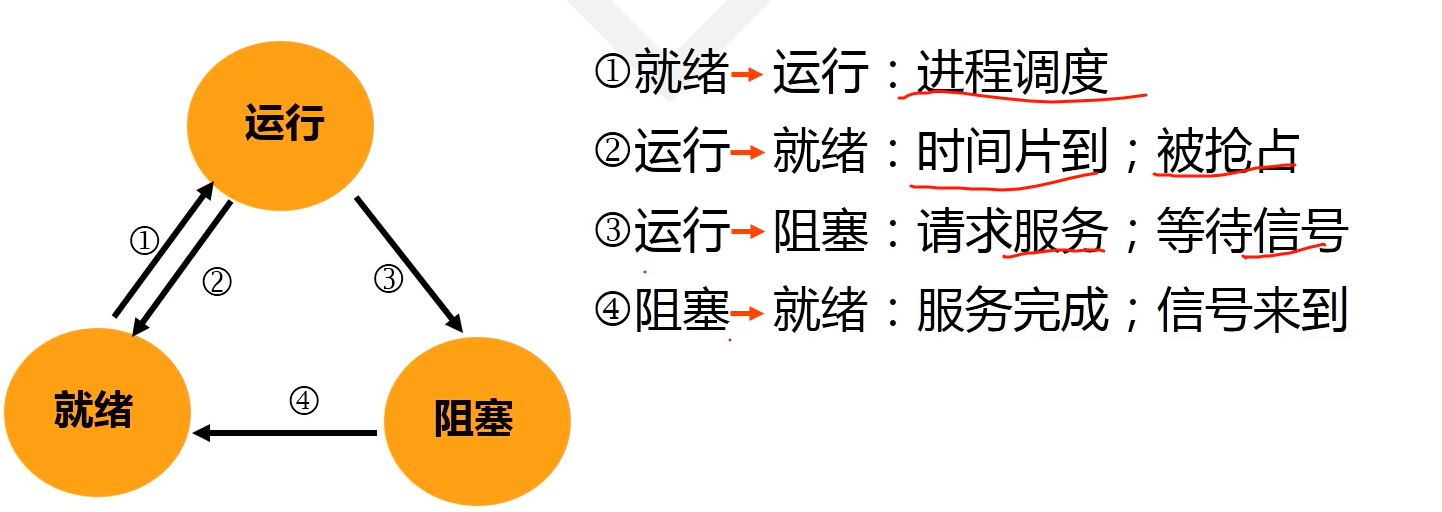 运行
①
②
③
就绪
④
阻塞
①就绪→运行：进程调度
②运行→就绪：时间片到；被抢占
③运行→阻塞：请求服务；等待信号
④阻塞→就绪：服务完成；信号来到